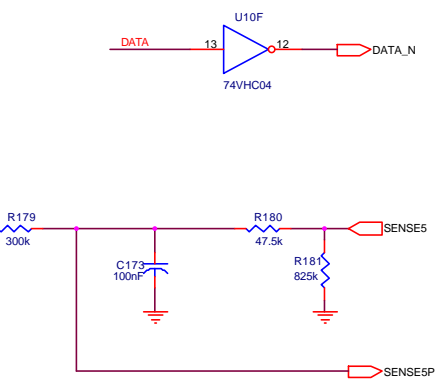 U10F
DATA
13
12
DATA_N
74VHC04
R179
300k
R180
47.5k
SENSE5
C173
100nF
R181
825k
SENSE5P